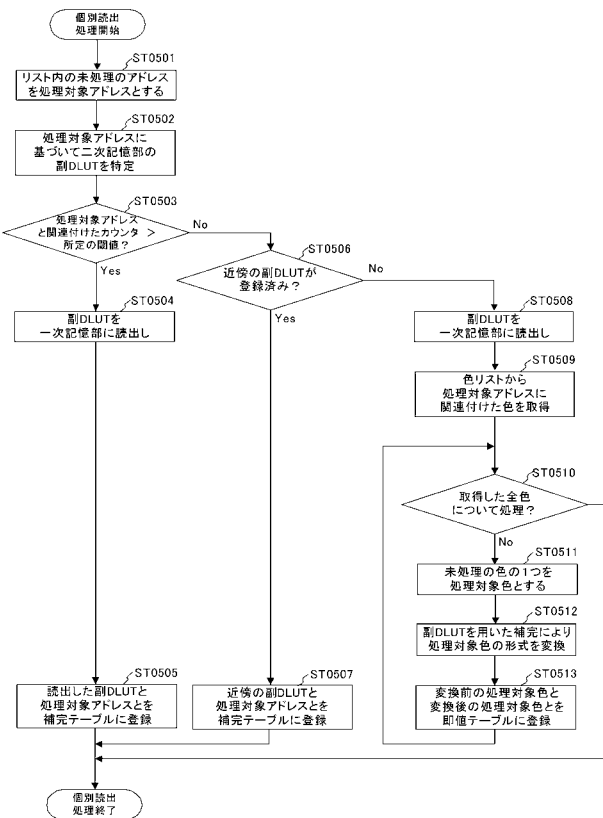 個別読出
処理開始
ST0501
リスト内の未処理のアドレス
を処理対象アドレスとする
ST0502
処理対象アドレスに
基づいて二次記憶部の
副DLUTを特定
ST0503
処理対象アドレス
と関連付けたカウンタ >
所定の閾値？
No
Yes
ST0506
近傍の副DLUTが
登録済み？
No
Yes
ST0504
副DLUTを
一次記憶部に読出し
ST0508
副DLUTを
一次記憶部に読出し
ST0509
色リストから
処理対象アドレスに
関連付けた色を取得
ST0510
取得した全色
について処理？
No
ST0511
未処理の色の1つを
処理対象色とする
ST0512
副DLUTを用いた補完により
処理対象色の形式を変換
ST0505
読出した副DLUTと
処理対象アドレスとを
補完テーブルに登録
ST0507
近傍の副DLUTと
処理対象アドレスとを
補完テーブルに登録
ST0513
変換前の処理対象色と
変換後の処理対象色とを
即値テーブルに登録
個別読出
処理終了